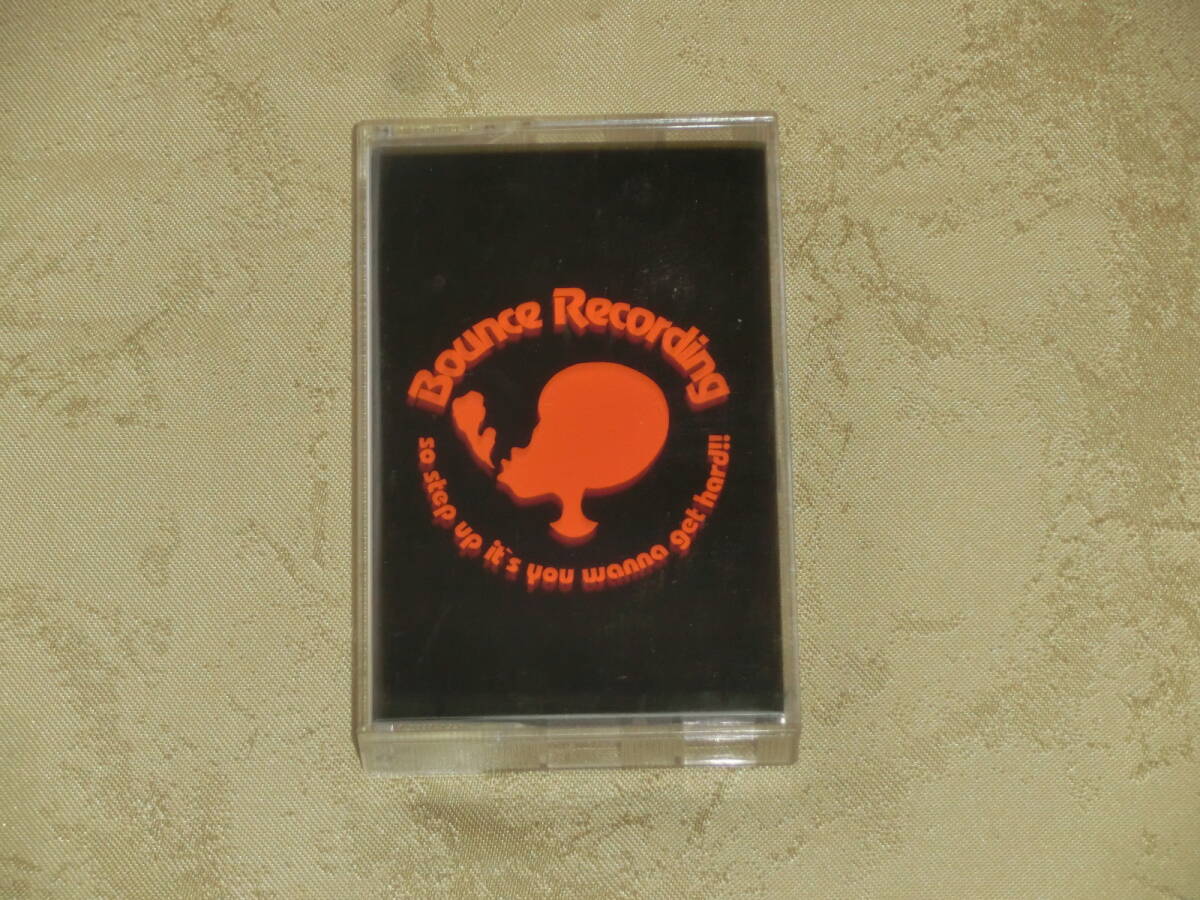 Bounce Recording
so step up it's you wanna get hard!!